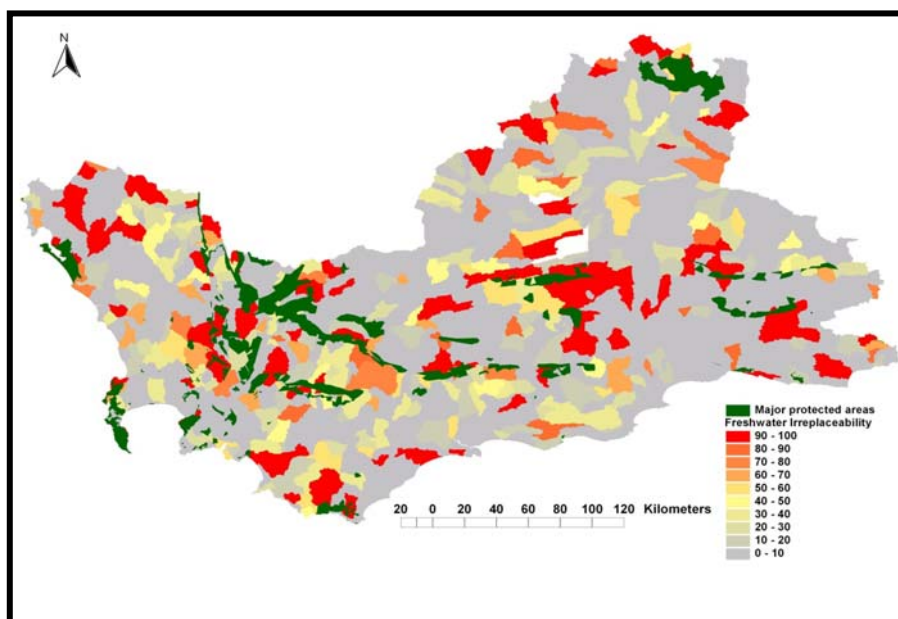 N
Major protected areas
Freshwater Irreplaceability
90 - 100
80 - 90
70 - 80
60 - 70
50 - 60
40 - 50
30 - 40
20 - 30
10 - 20
0 - 10
20 0 20 40 60 80 100 120 Kilometers